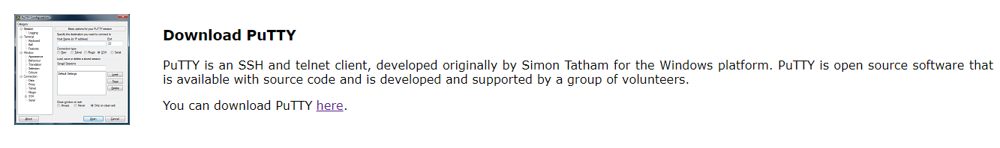 PuTTY Configuration
Category:
Session
Logging
Terminal
Keyboard
Bell
Features
Window
Appearance
Behaviour
Translation
Selection
Colours
Connection
Data
Proxy
Telnet
Rlogin
SSH
Serial
Basic options for your PuTTY session
Specify the destination you want to connect to
Host Name (or IP address) Port
22
Connection type:
Raw Telnet Rlogin SSH Serial
Load, save or delete a stored session
Saved Sessions
Default Settings
Load
Save
Delete
Close window on exit:
Always Never Only on clean exit
About Open Cancel
Download PuTTY
PuTTY is an SSH and telnet client, developed originally by Simon Tatham for the Windows platform. PuTTY is open source software that
is available with source code and is developed and supported by a group of volunteers.
You can download PuTTY here.